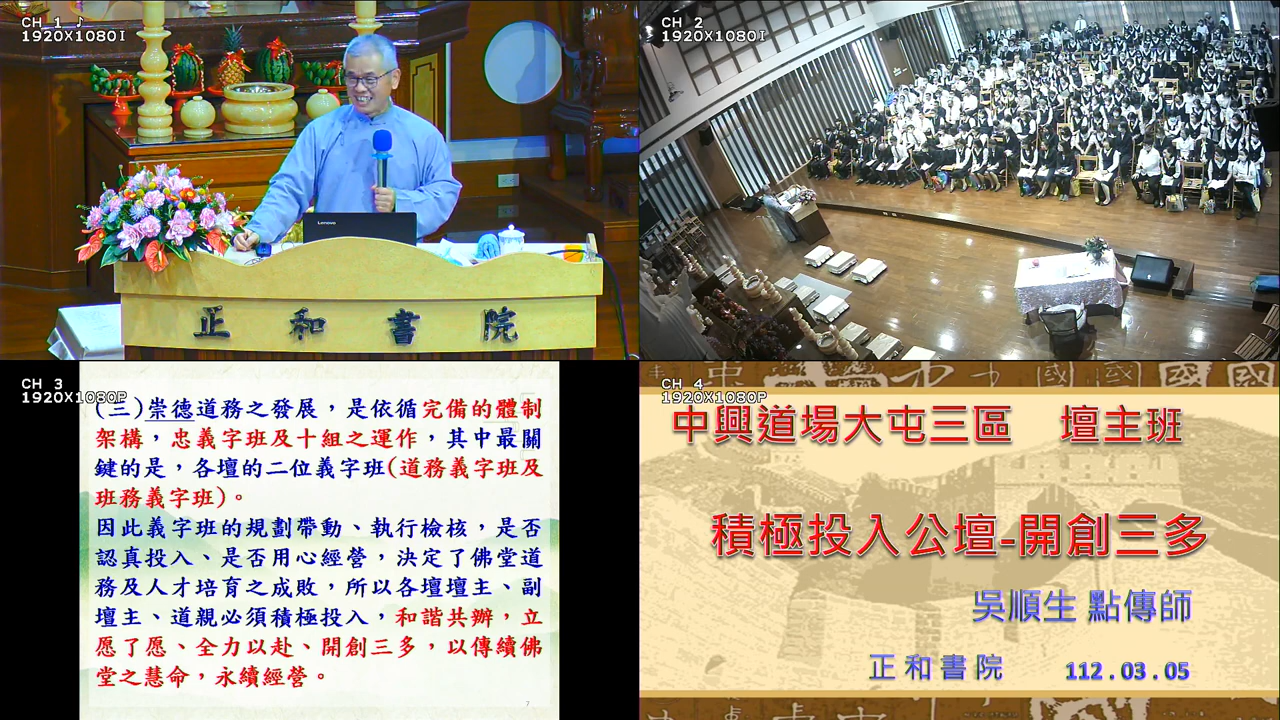 CH 1 ♪
1920X1080I
Lenovo
正和書院
CH 2
1920X1080I
CH 3
1920X1080P
(三)崇德道務之發展，是依循完備的體制
架構，忠義字班及十組之運作，其中最關
鍵的是，各壇的二位義字班(道務義字班及
班務義字班)。
因此義字班的規劃帶動、執行檢核，是否
認真投入、是否用心經營，決定了佛堂道
務及人才培育之成敗，所以各壇壇主、副
壇主、道親必須積極投入，和諧共辦，立
愿了愿、全力以赴、開創三多，以傳續佛
堂之慧命，永續經營。
7
CH 4
1920X1080P
中興道場大屯三區 壇主班
積極投入公壇-開創三多
吳順生 點傳師
正和書院 112.03.05